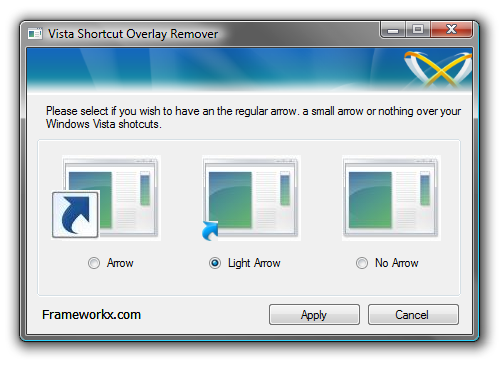 Vista Shortcut Overlay Remover
Please select if you wish to have an the regular arrow. a small arrow or nothing over your
Windows Vista shotcuts.
Arrow
Light Arrow
No Arrow
Frameworkx.com
Apply
Cancel